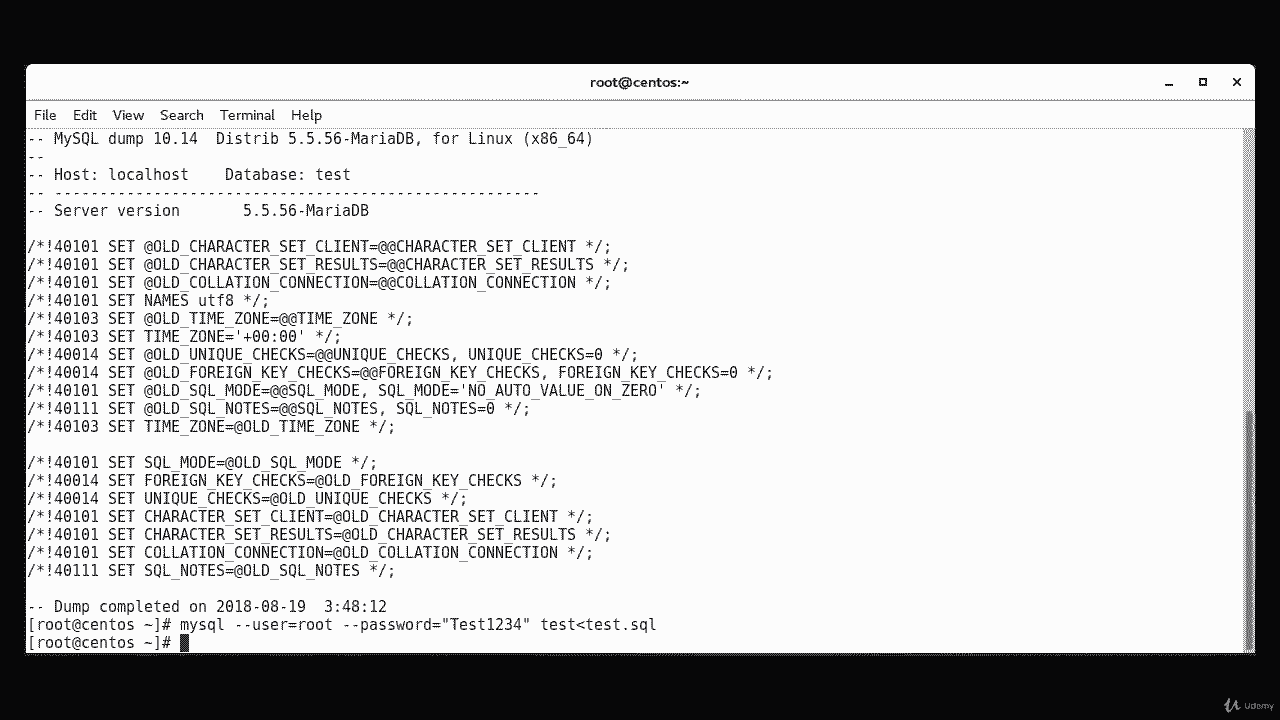 root@centos:~
File Edit View Search Terminal Help
-- MySQL dump 10.14  Distrib 5.5.56-MariaDB, for Linux (x86_64)
--
-- Host: localhost    Database: test
-- ------------------------------------------------------
-- Server version       5.5.56-MariaDB
/*!40101 SET @OLD_CHARACTER_SET_CLIENT=@@CHARACTER_SET_CLIENT */;
/*!40101 SET @OLD_CHARACTER_SET_RESULTS=@@CHARACTER_SET_RESULTS */;
/*!40101 SET @OLD_COLLATION_CONNECTION=@@COLLATION_CONNECTION */;
/*!40101 SET NAMES utf8 */;
/*!40103 SET @OLD_TIME_ZONE=@@TIME_ZONE */;
/*!40103 SET TIME_ZONE='+00:00' */;
/*!40014 SET @OLD_UNIQUE_CHECKS=@@UNIQUE_CHECKS, UNIQUE_CHECKS=0 */;
/*!40014 SET @OLD_FOREIGN_KEY_CHECKS=@@FOREIGN_KEY_CHECKS, FOREIGN_KEY_CHECKS=0 */;
/*!40101 SET @OLD_SQL_MODE=@@SQL_MODE, SQL_MODE='NO_AUTO_VALUE_ON_ZERO' */;
/*!40111 SET @OLD_SQL_NOTES=@@SQL_NOTES, SQL_NOTES=0 */;
/*!40103 SET TIME_ZONE=@OLD_TIME_ZONE */;
/*!40101 SET SQL_MODE=@OLD_SQL_MODE */;
/*!40014 SET FOREIGN_KEY_CHECKS=@OLD_FOREIGN_KEY_CHECKS */;
/*!40014 SET UNIQUE_CHECKS=@OLD_UNIQUE_CHECKS */;
/*!40101 SET CHARACTER_SET_CLIENT=@OLD_CHARACTER_SET_CLIENT */;
/*!40101 SET CHARACTER_SET_RESULTS=@OLD_CHARACTER_SET_RESULTS */;
/*!40101 SET COLLATION_CONNECTION=@OLD_COLLATION_CONNECTION */;
/*!40111 SET SQL_NOTES=@OLD_SQL_NOTES */;
-- Dump completed on 2018-08-19  3:48:12
[root@centos ~]# mysql --user=root --password="Test1234" test<test.sql
[root@centos ~]#
Udemy